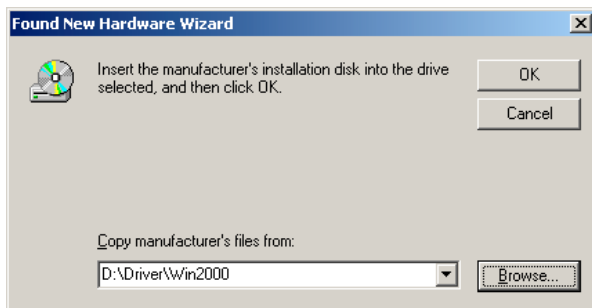 Found New Hardware Wizard
Insert the manufacturer's installation disk into the drive
selected, and then click OK.
OK
Cancel
Copy manufacturer's files from:
D:\Driver\Win2000
Browse...